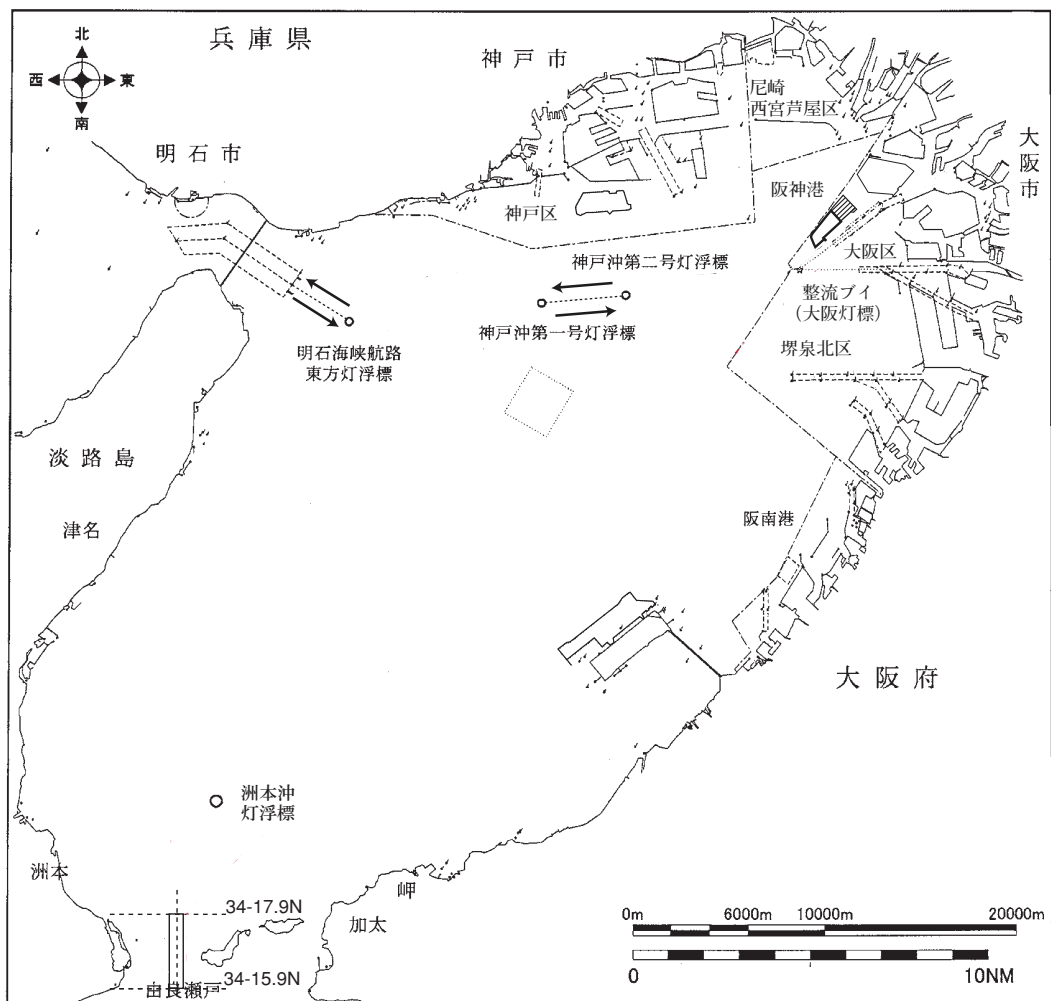 兵庫県
神戸市
北
西
東
南
明石市
尼崎
西宮芦屋区
大阪市
阪神港
神戸区
大阪区
神戸沖第二号灯浮標
整流ブイ
(大阪灯標)
神戸沖第一号灯浮標
明石海峡航路
東方灯浮標
堺泉北区
淡路島
津名
阪南港
大阪府
洲本沖
灯浮標
洲本
岬
加太
34-17.9N
34-15.9N
由良瀬戸
0m
6000m
10000m
20000m
0
10NM